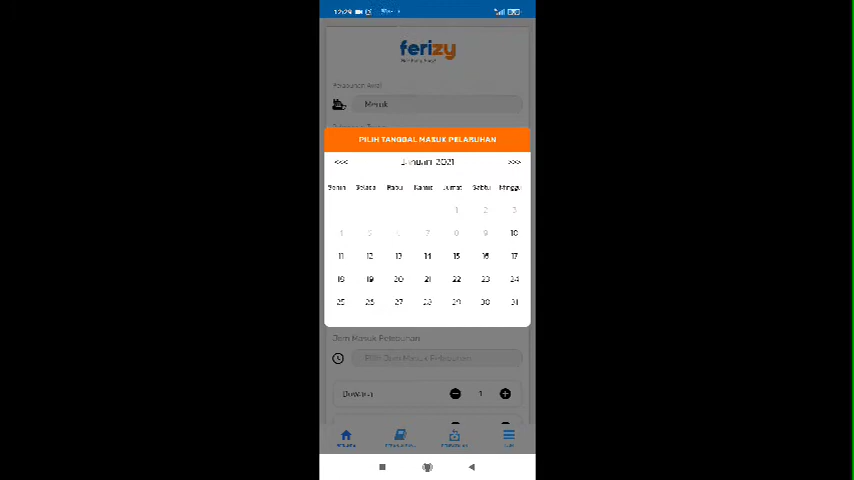 12:29
ferizy
Pelabuhan Awal
Merak
PILIH TANGGAL MASUK PELABUHAN
<<< Januari 2021 >>>
Senin Selasa Rabu Kamis Jumat Sabtu Minggu
1 2 3
4 5 6 7 8 9 10
11 12 13 14 15 16 17
18 19 20 21 22 23 24
25 26 27 28 29 30 31
Jam Masuk Pelabuhan
Pilih Jam Masuk Pelabuhan
Dewasa 1